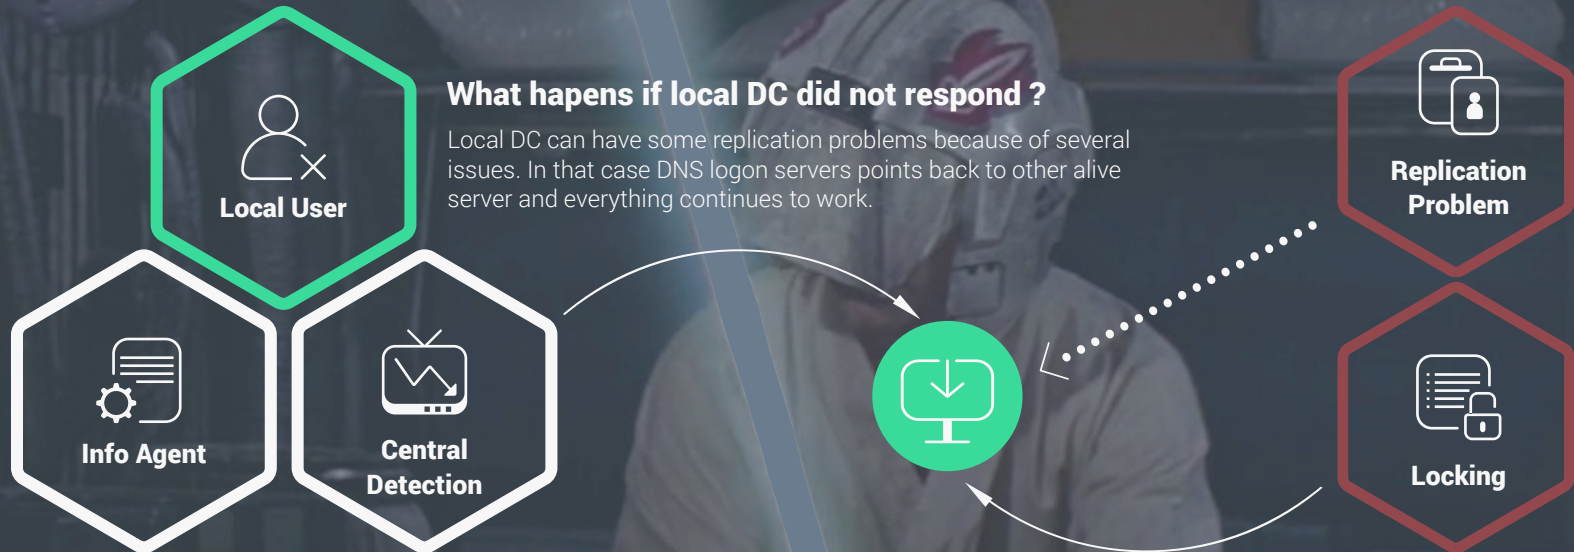 What hapens if local DC did not respond ?
Local DC can have some replication problems because of several
issues. In that case DNS logon servers points back to other alive
server and everything continues to work.
Local User
Info Agent
Central
Detection
Replication
Problem
Locking